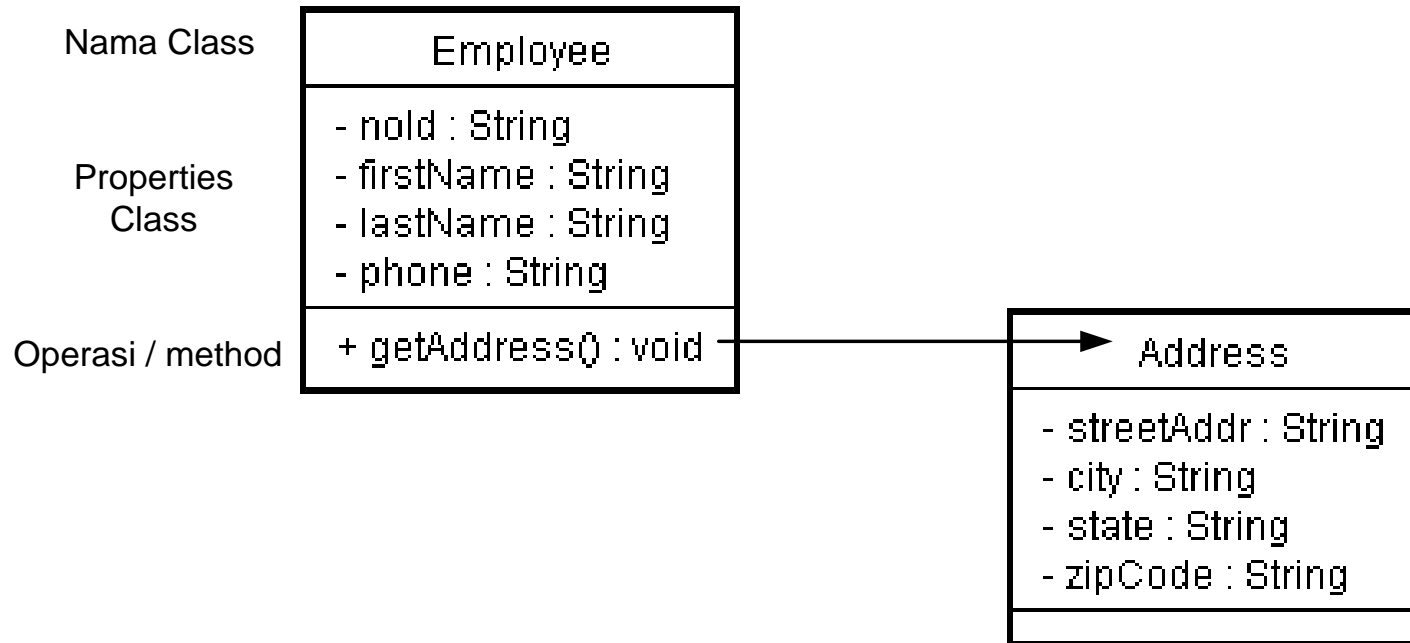 Nama Class
Employee
Properties
Class
- noId : String
- firstName : String
- lastName : String
- phone : String
Operasi / method
+ getAddress() : void
Address
- streetAddr : String
- city : String
- state : String
- zipCode : String